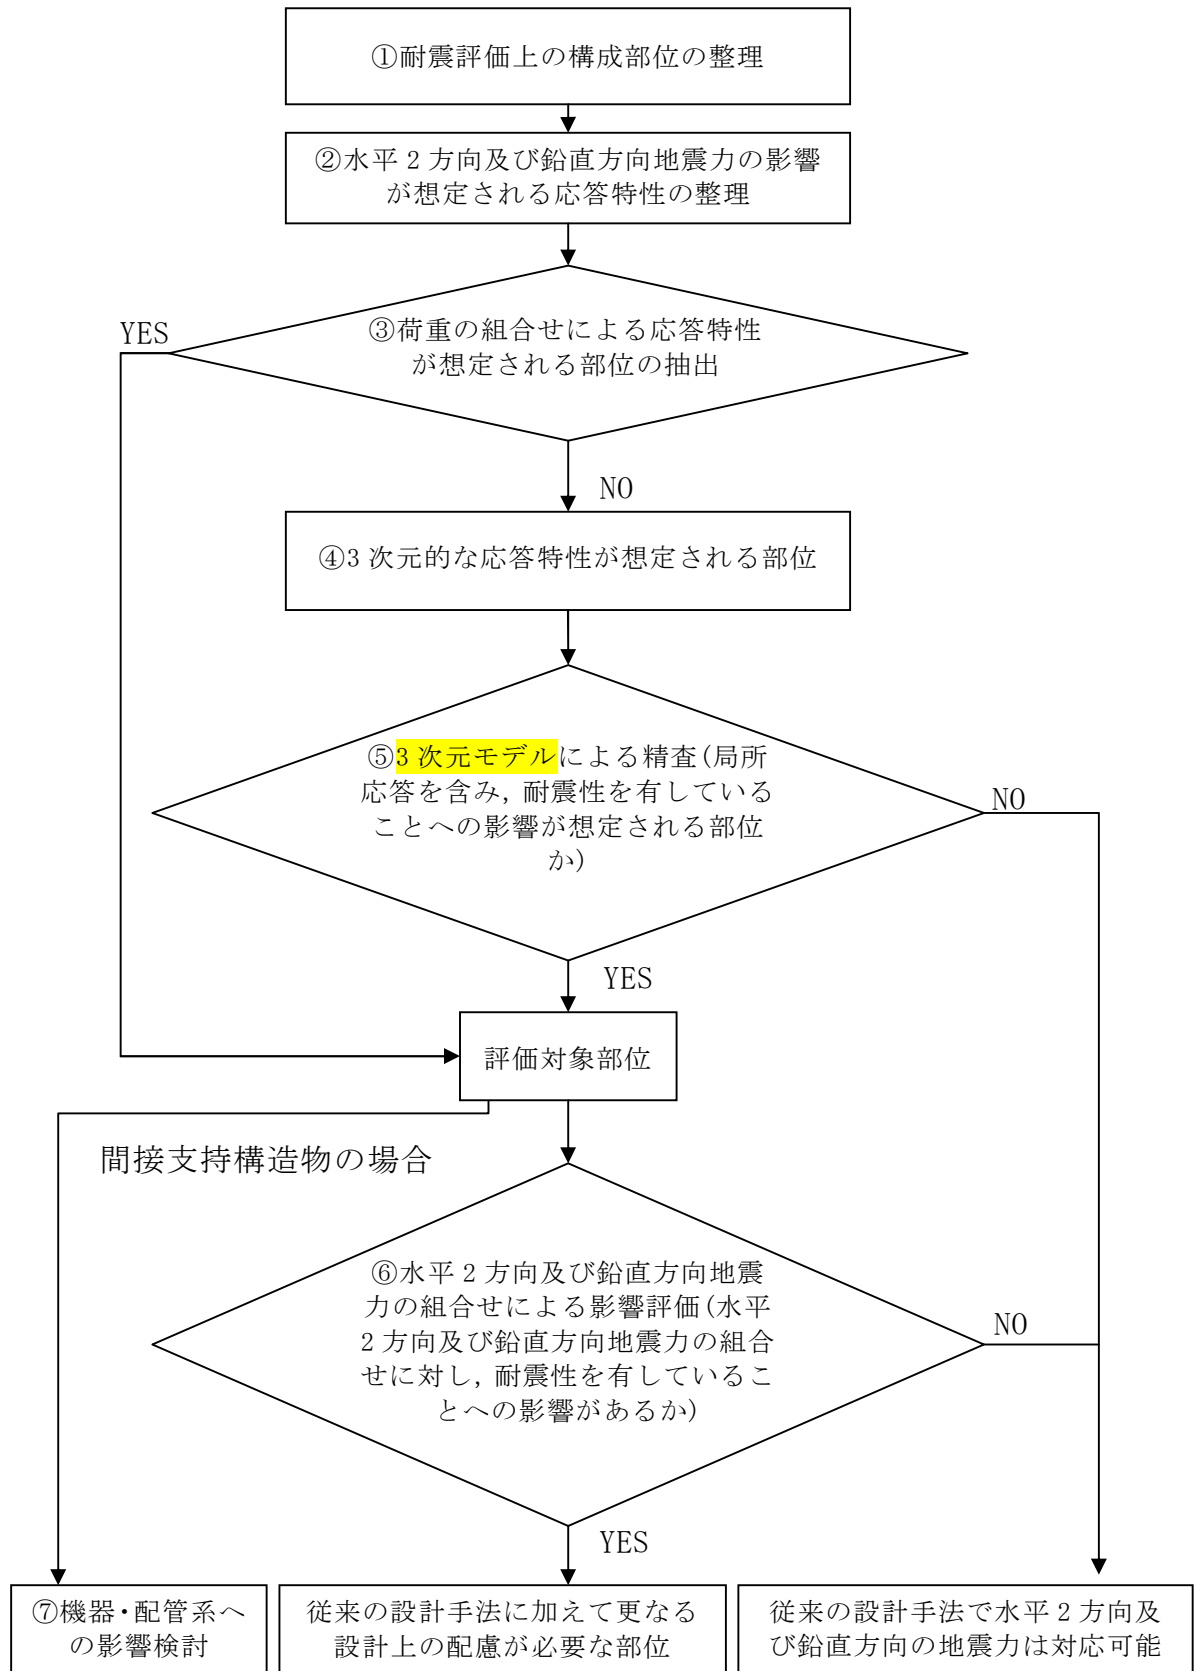 ①耐震評価上の構成部位の整理
②水平２方向及び鉛直方向地震力の影響
が想定される応答特性の整理
③荷重の組合せによる応答特性
が想定される部位の抽出
YES
NO
④3 次元的な応答特性が想定される部位
⑤3 次元モデルによる精査(局所
応答を含み，耐震性を有している
ことへの影響が想定される部位
か)
NO
YES
評価対象部位
間接支持構造物の場合
⑥水平 2 方向及び鉛直方向地震
力の組合せによる影響評価(水平
2 方向及び鉛直方向地震力の組合
せに対し，耐震性を有しているこ
とへの影響があるか)
NO
YES
⑦機器・配管系へ
の影響検討
従来の設計手法に加えて更なる
設計上の配慮が必要な部位
従来の設計手法で水平 2 方向及
び鉛直方向の地震力は対応可能